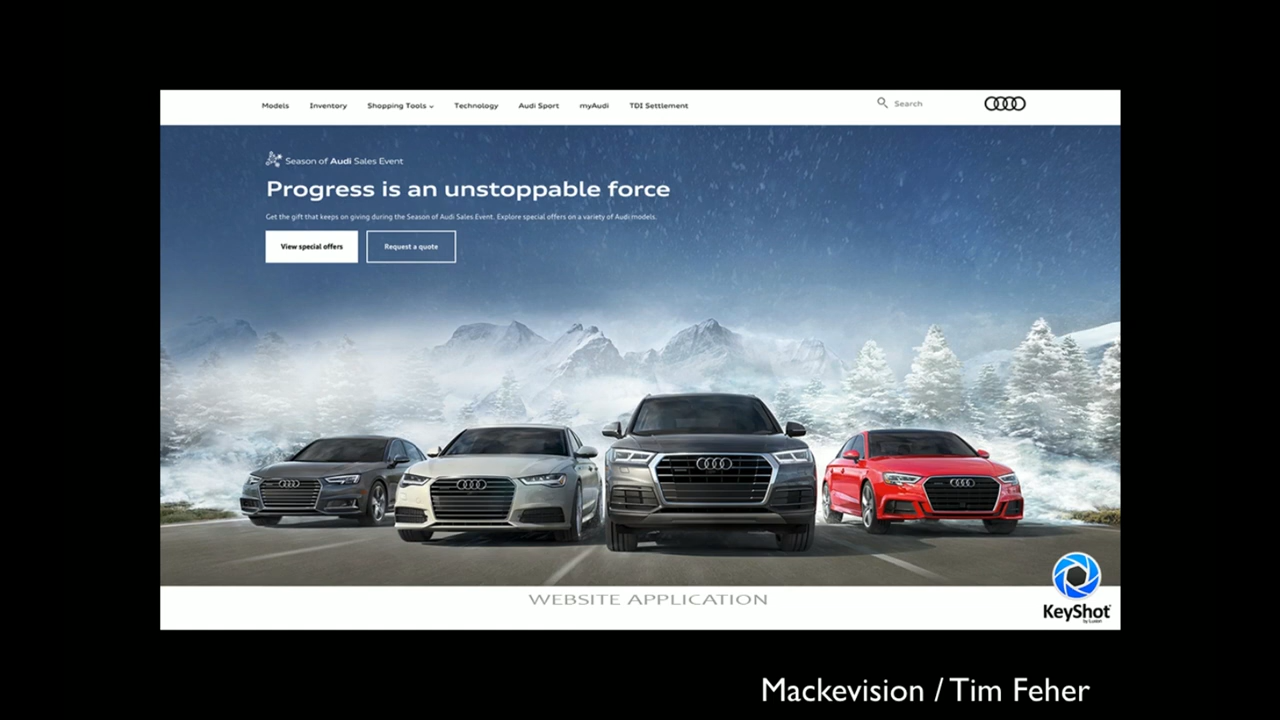 Models Inventory Shopping Tools Technology Audi Sport myAudi TDI Settlement Search
Season of Audi Sales Event
Progress is an unstoppable force
Get the gift that keeps on giving during the Season of Audi Sales Event. Explore special offers on a variety of Audi models.
View special offers Request a quote
WEBSITE APPLICATION
KeyShot
by Luxion
Mackevision / Tim Feher